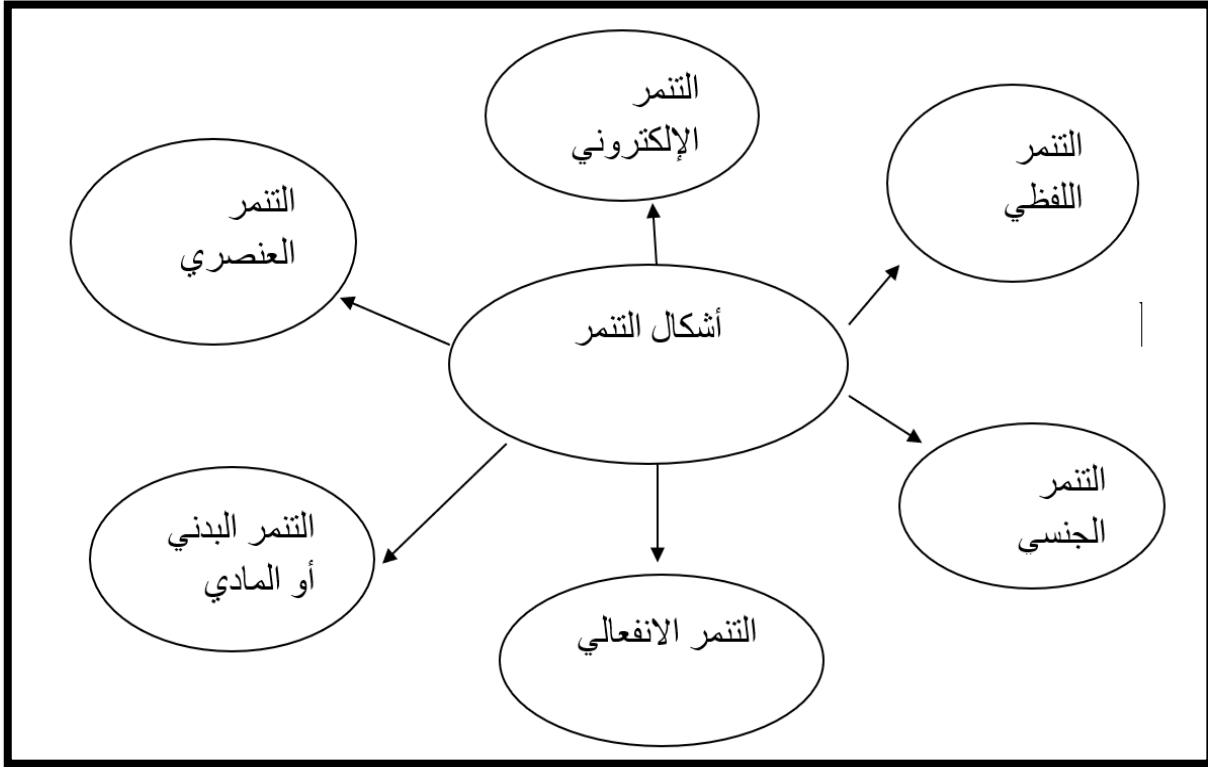 التنمر
الإلكتروني
التنمر
اللفظي
التنمر
العنصري
أشكال التنمر
التنمر
الجنسي
التنمر البدني
أو المادي
التنمر الانفعالي